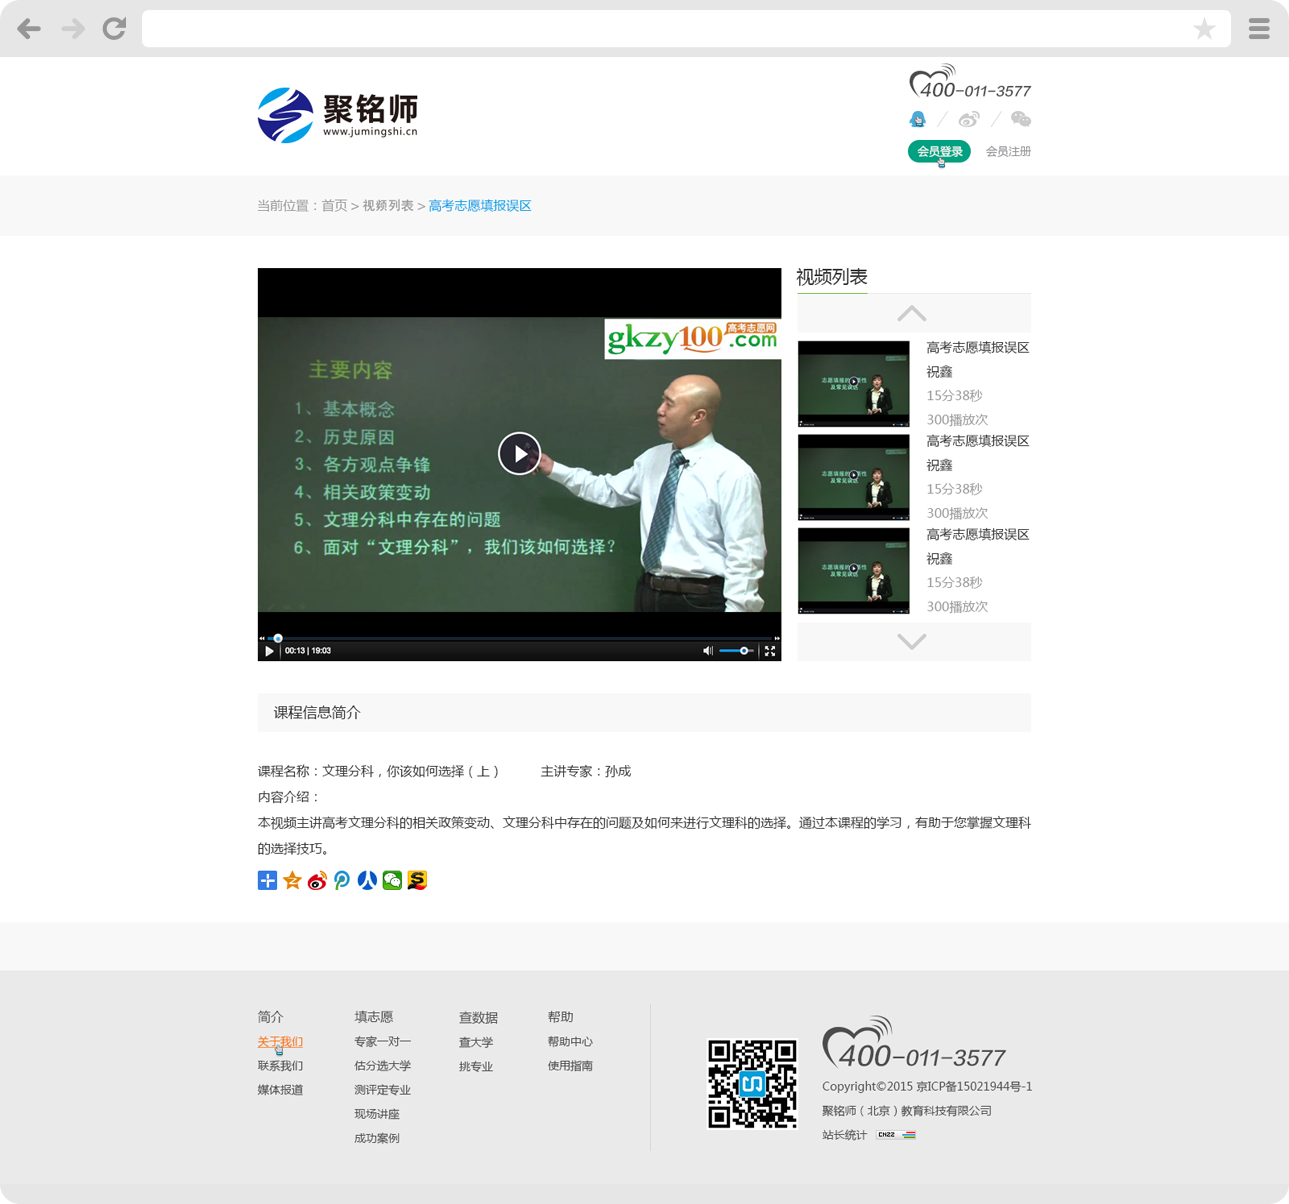 聚铭师
www.jumingshi.cn
400-011-3577
会员登录
会员注册
当前位置：首页 > 视频列表 > 高考志愿填报误区
gkzy100.com
高考志愿网
主要内容
1、基本概念
2、历史原因
3、各方观点争锋
4、相关政策变动
5、文理分科中存在的问题
6、面对“文理分科”，我们该如何选择？
00:13 | 19:03
视频列表
高考志愿填报误区
祝鑫
15分38秒
300播放次
高考志愿填报误区
祝鑫
15分38秒
300播放次
高考志愿填报误区
祝鑫
15分38秒
300播放次
课程信息简介
课程名称：文理分科，你该如何选择（上） 主讲专家：孙成
内容介绍：
本视频主讲高考文理分科的相关政策变动、文理分科中存在的问题及如何来进行文理科的选择。通过本课程的学习，有助于您掌握文理科
的选择技巧。
简介
关于我们
联系我们
媒体报道
填志愿
专家一对一
估分选大学
测评定专业
现场讲座
成功案例
查数据
查大学
挑专业
帮助
帮助中心
使用指南
400-011-3577
Copyright©2015 京ICP备15021944号-1
聚铭师（北京）教育科技有限公司
站长统计
CNZZ